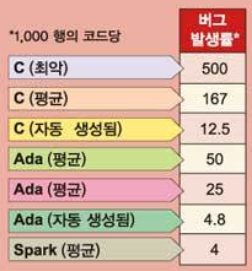 *1,000 행의 코드당
버그
발생률*
C (최악) 500
C (평균) 167
C (자동 생성됨) 12.5
Ada (평균) 50
Ada (평균) 25
Ada (자동 생성됨) 4.8
Spark (평균) 4